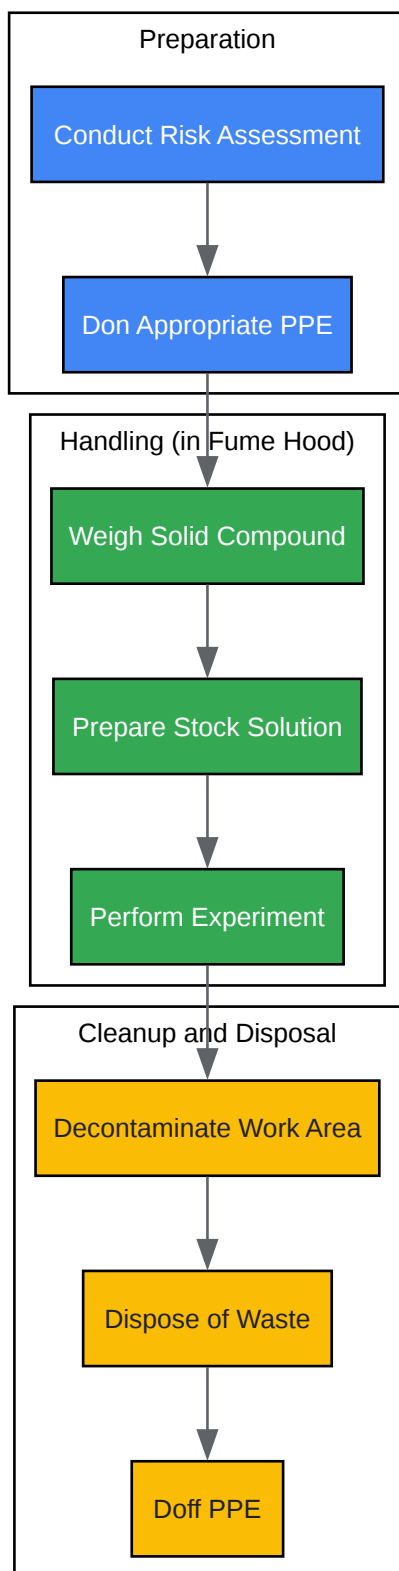 Preparation
Conduct Risk Assessment
Don Appropriate PPE
Handling (in Fume Hood)
Weigh Solid Compound
Prepare Stock Solution
Perform Experiment
Cleanup and Disposal
Decontaminate Work Area
Dispose of Waste
Doff PPE